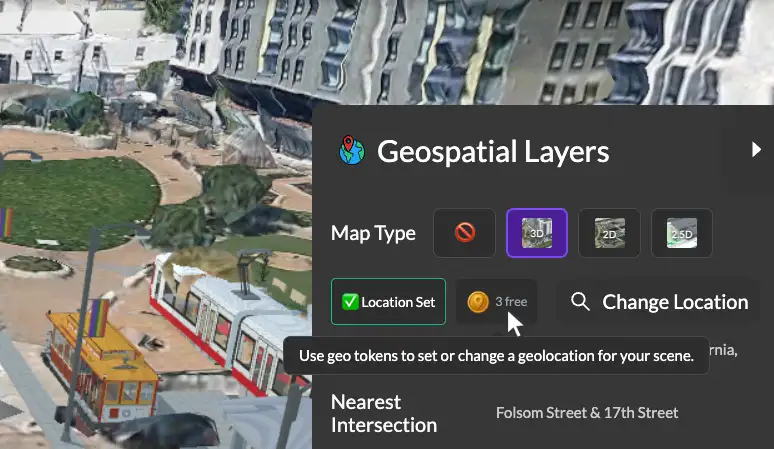 Geospatial Layers
Map Type
3D
2D
2.5D
✅ Location Set
3 free
Change Location
Use geo tokens to set or change a geolocation for your scene.
rnia,
Nearest
Intersection
Folsom Street & 17th Street